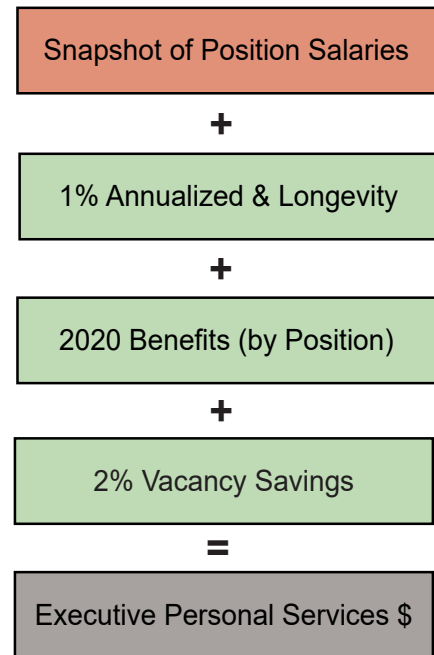 Snapshot of Position Salaries
+
1% Annualized & Longevity
+
2020 Benefits (by Position)
+
2% Vacancy Savings
=
Executive Personal Services $